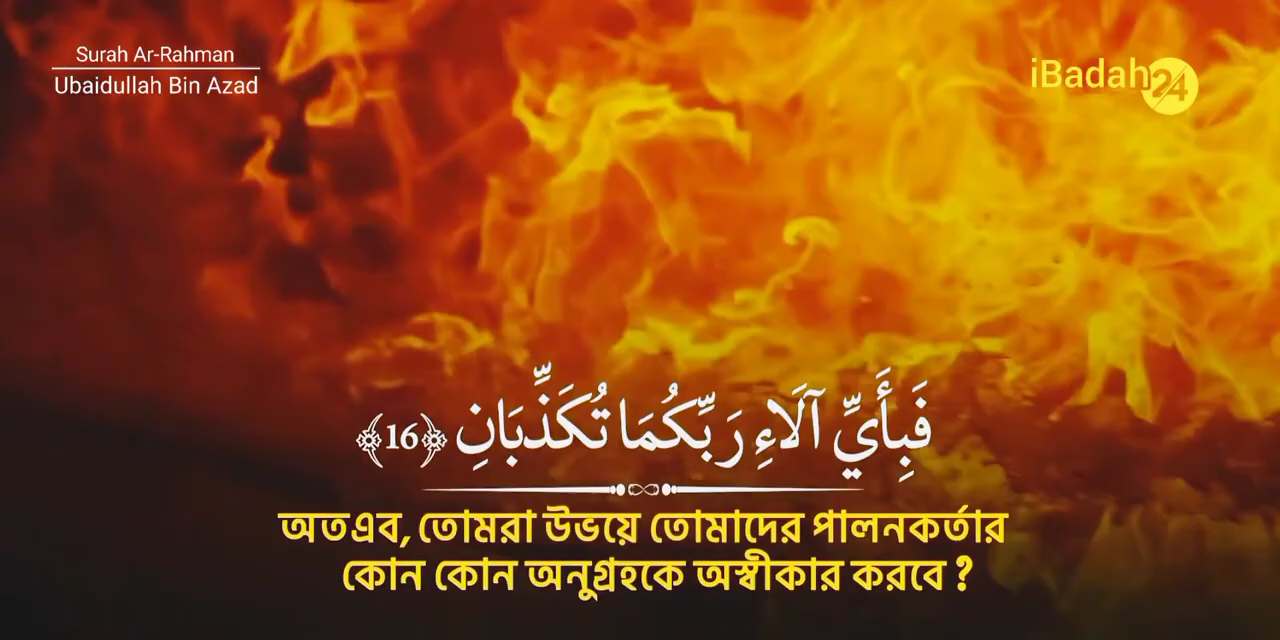 Surah Ar-Rahman
Ubaidullah Bin Azad
iBadah24
فَبِأَيِّ آلَاءِ رَبِّكُمَا تُكَذِّبَانِ ﴿16﴾
অতএব, তোমরা উভয়ে তোমাদের পালনকর্তার
কোন কোন অনুগ্রহকে অস্বীকার করবে ?